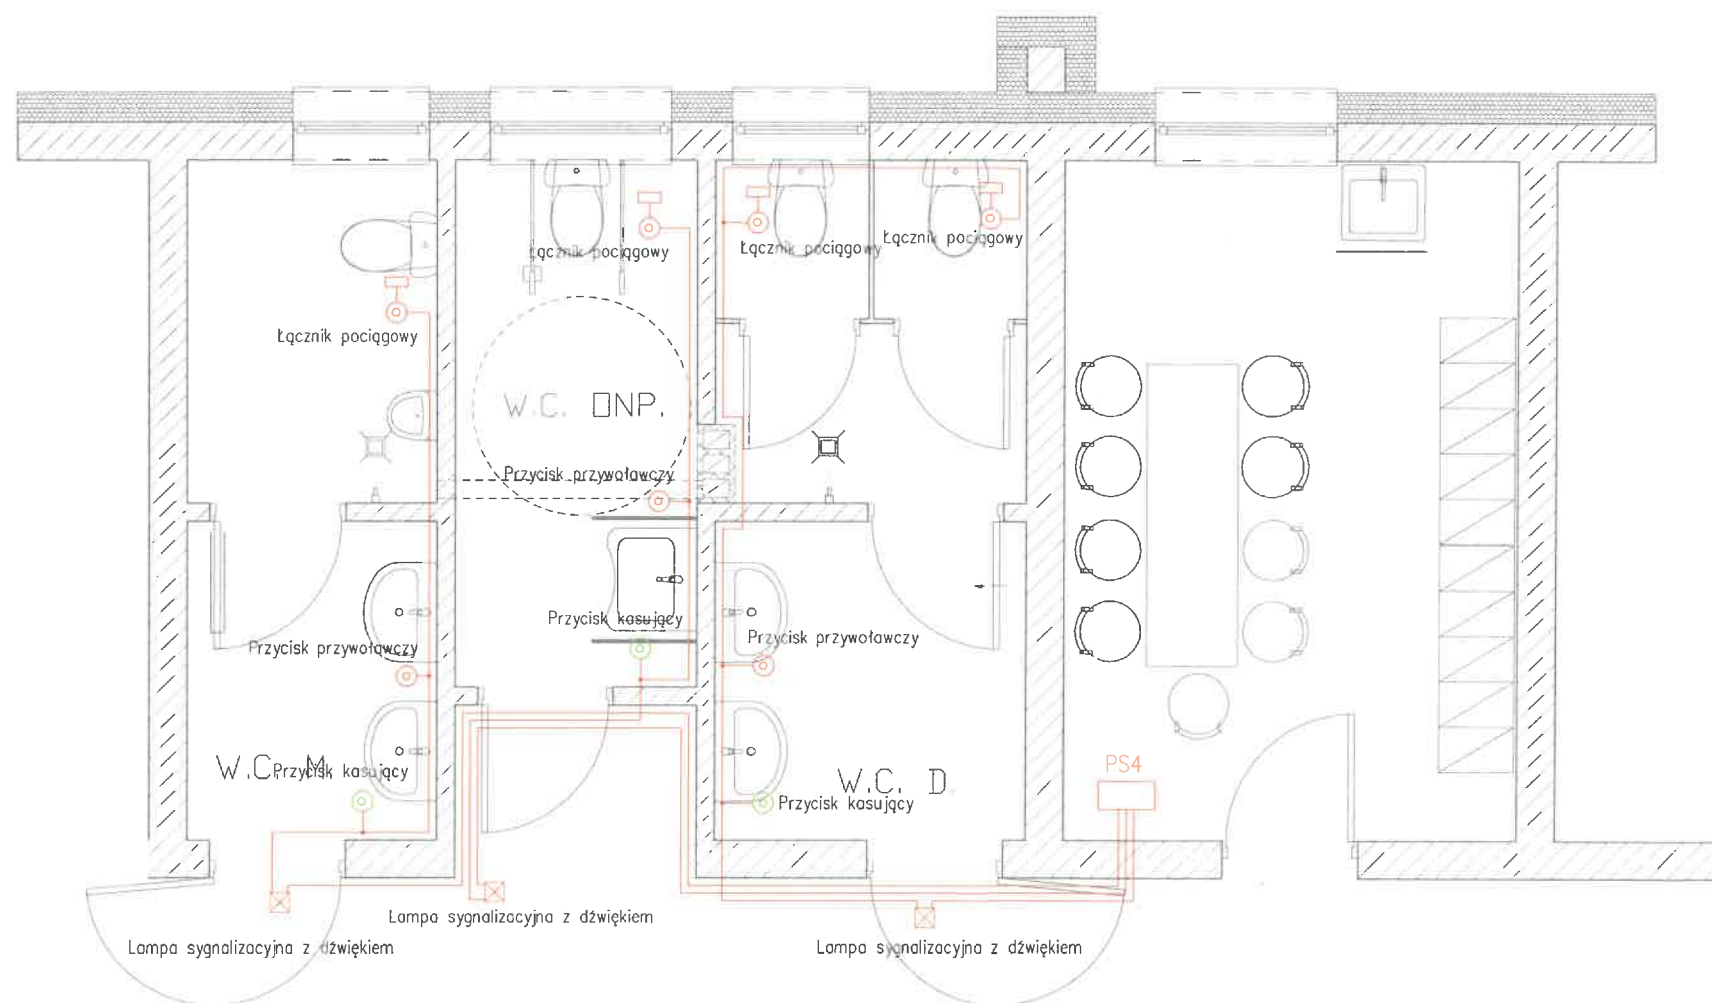 Łącznik pociągowy
Łącznik pociągowy
Łącznik pociągowy
Łącznik pociągowy
W.C. ONP.
Przycisk przywoławczy
Przycisk kasujący
Przycisk przywoławczy
Przycisk przywoławczy
W.C. M.
Przycisk kasujący
W.C. D.
Przycisk kasujący
PS4
Lampa sygnalizacyjna z dźwiękiem
Lampa sygnalizacyjna z dźwiękiem
Lampa sygnalizacyjna z dźwiękiem